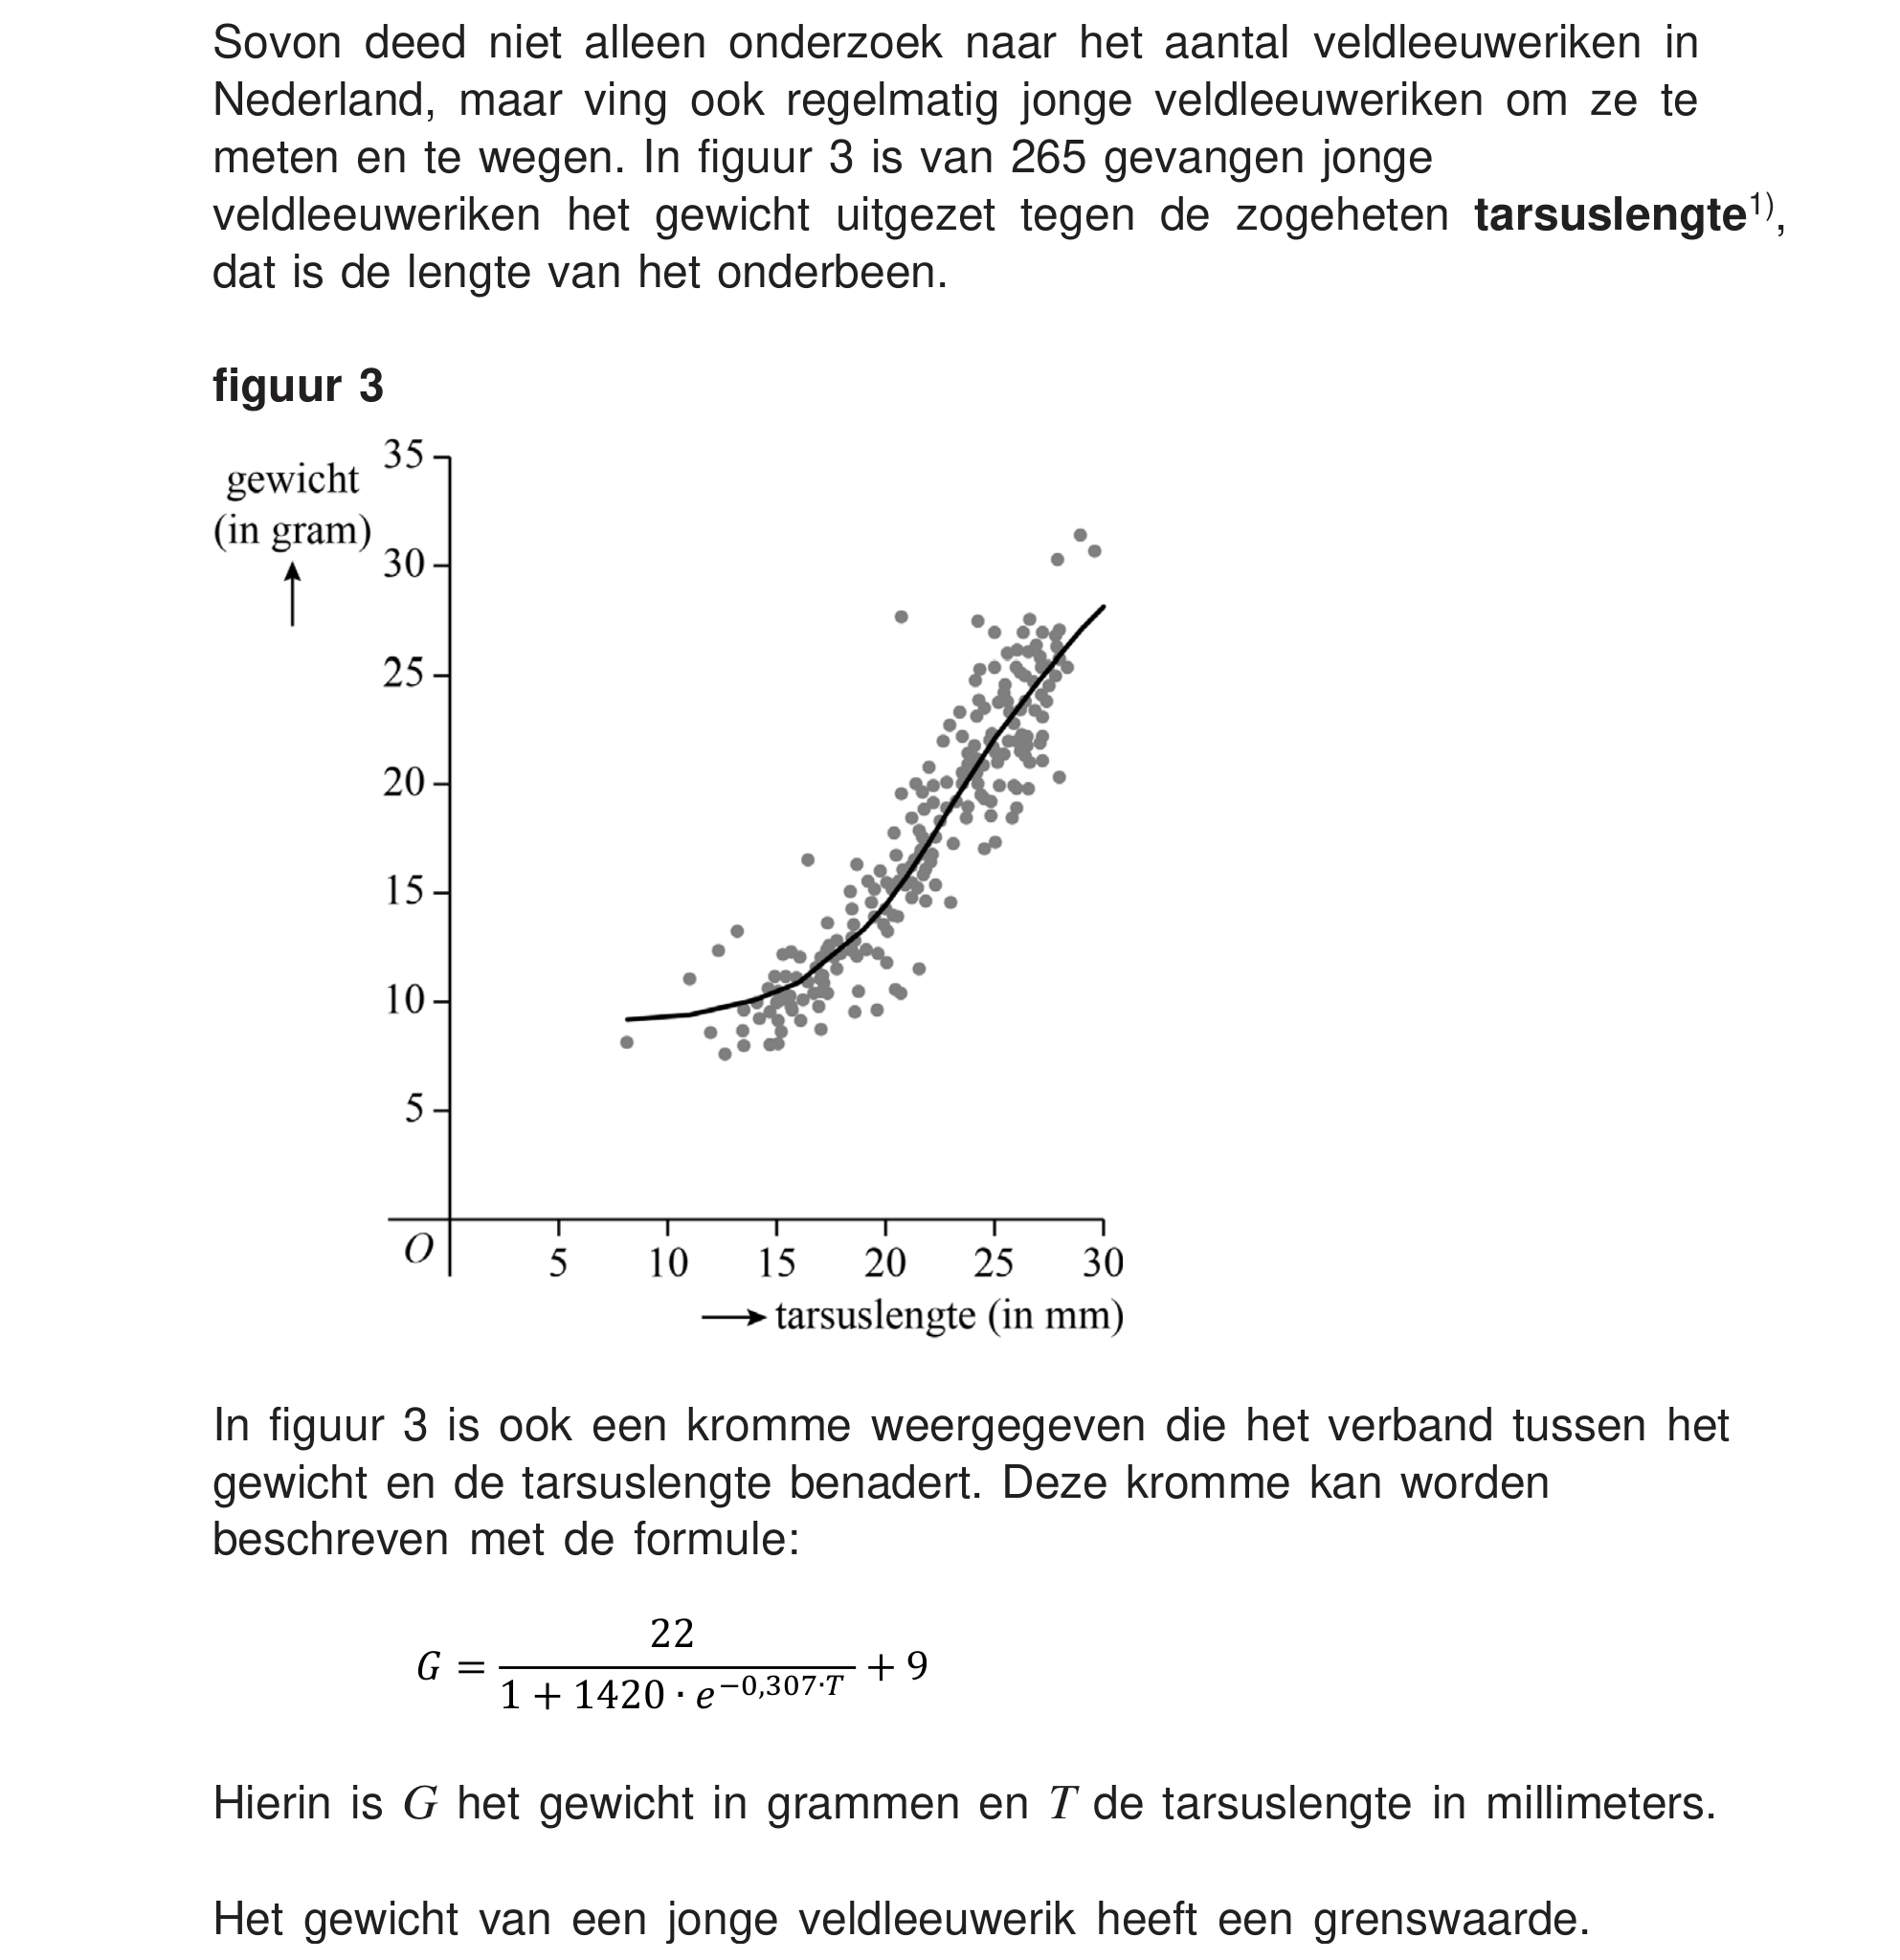 Sovon deed niet alleen onderzoek naar het aantal veldleeuweriken in
Nederland, maar ving ook regelmatig jonge veldleeuweriken om ze te
meten en te wegen. In figuur 3 is van 265 gevangen jonge
veldleeuweriken het gewicht uitgezet tegen de zogeheten tarsuslengte¹⁾,
dat is de lengte van het onderbeen.
figuur 3
gewicht
(in gram)
35
30
25
20
15
10
5
O
5 10 15 20 25 30
tarsuslengte (in mm)
In figuur 3 is ook een kromme weergegeven die het verband tussen het
gewicht en de tarsuslengte benadert. Deze kromme kan worden
beschreven met de formule:
G = 22 / (1 + 1420 · e^(−0,307·T)) + 9
Hierin is G het gewicht in grammen en T de tarsuslengte in millimeters.
Het gewicht van een jonge veldleeuwerik heeft een grenswaarde.